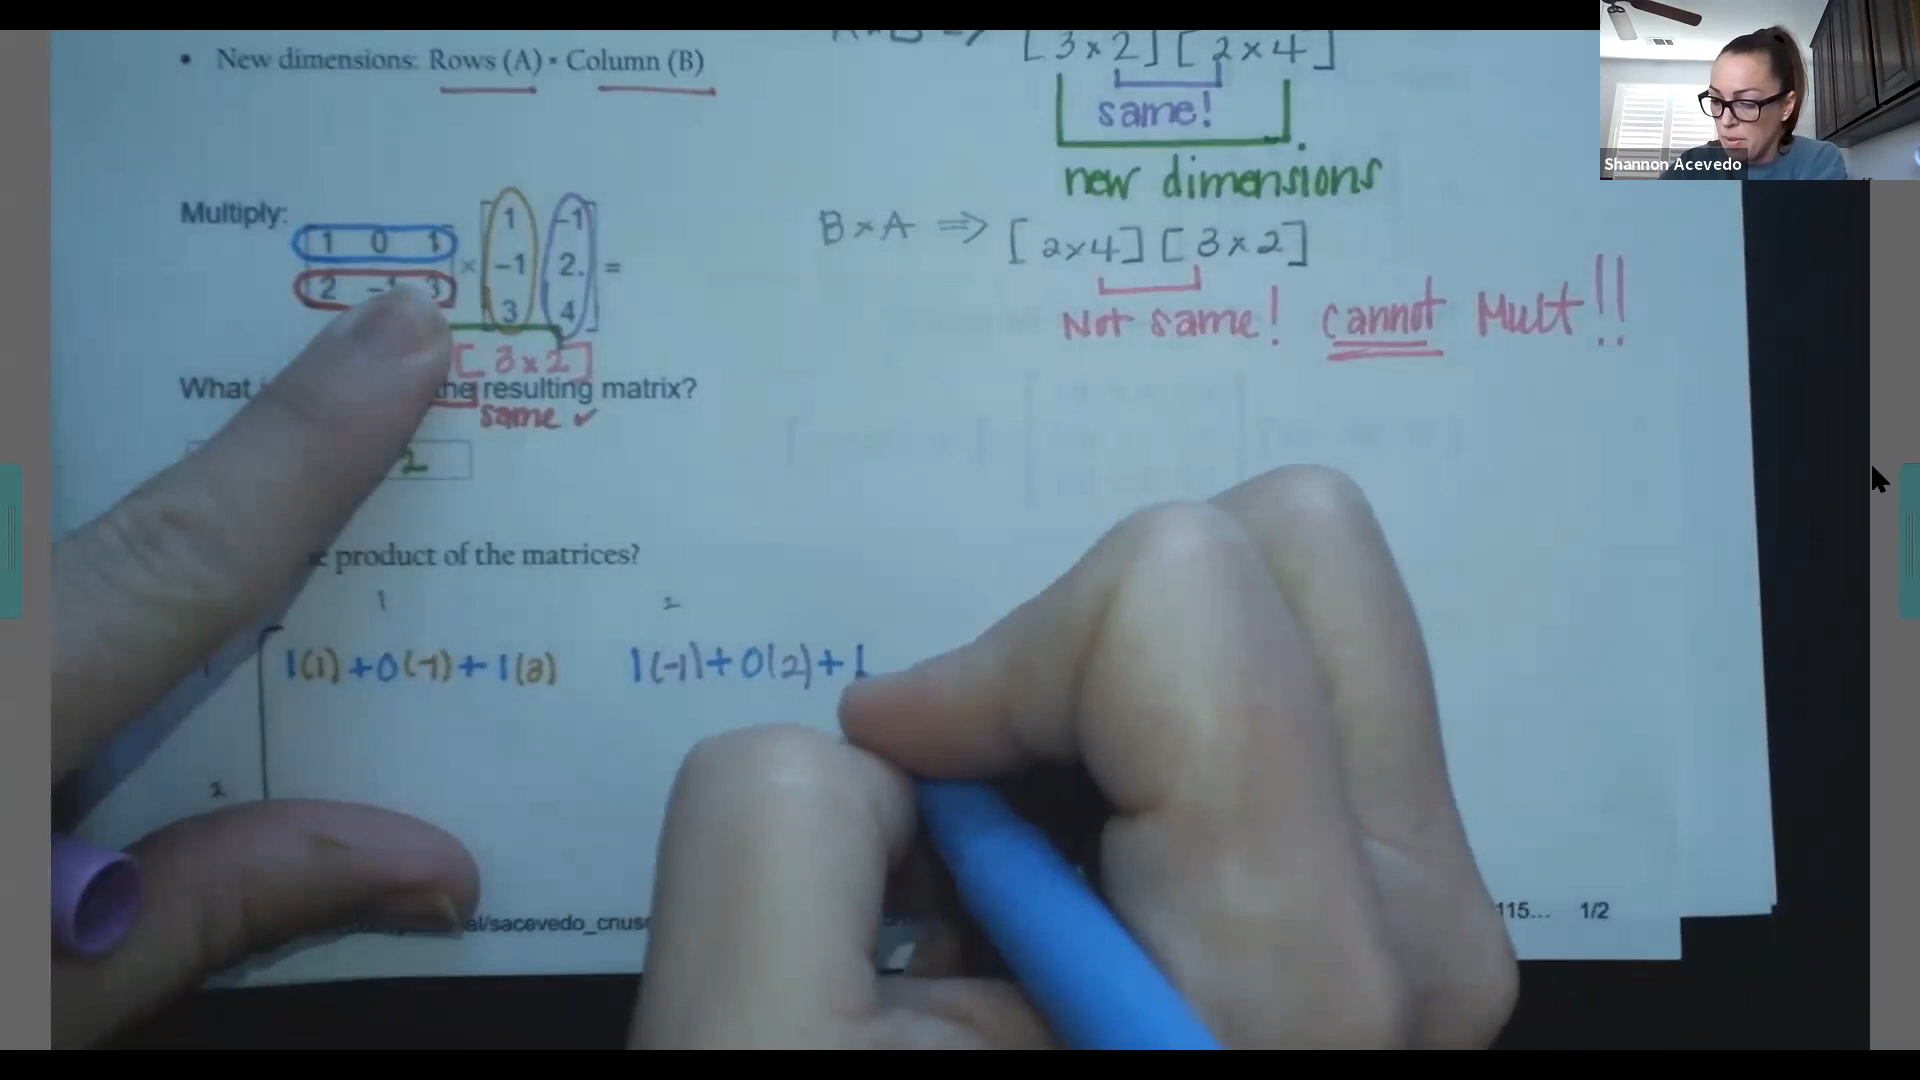 • New dimensions: Rows (A) • Column (B)
[3×2] [2×4]
same!
new dimensions
B×A ⇒ [2×4] [3×2]
Not same! cannot Mult!!
Shannon Acevedo
Multiply:
1 0 1
2 -1 3
×
1 -1
-1 2.
3 4
=
[3×2]
What the resulting matrix?
same ✓
2
product of the matrices?
1 2
1(1)+0(-1)+1(3) 1(-1)+0(2)+1
2
al/sacevedo_cnus
115... 1/2